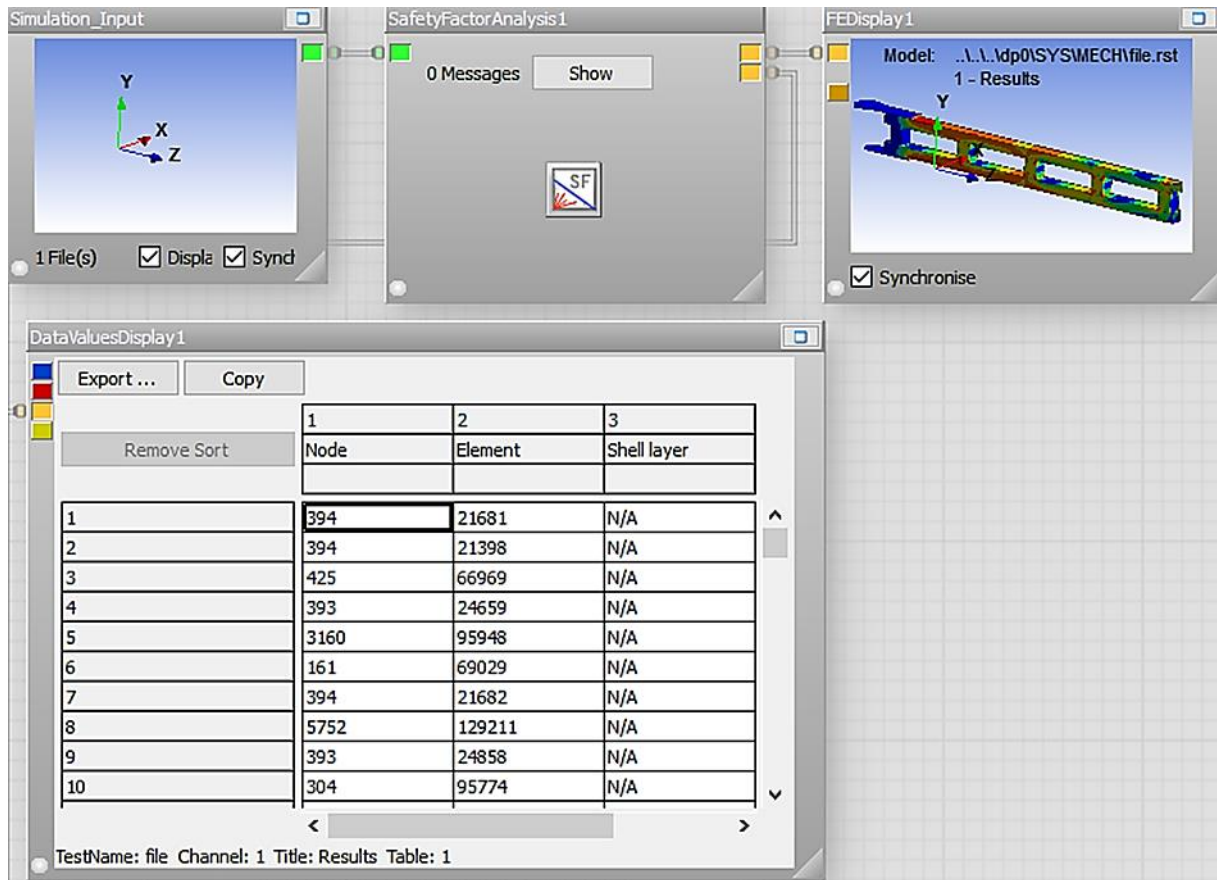 Simulation_Input
Y
X
Z
1 File(s) Displa Synch
SafetyFactorAnalysis1
0 Messages Show
SF
FEDisplay1
Model: ..\..\..\dp0\SYS\MECH\file.rst
1 - Results
Y
Synchronise
DataValuesDisplay1
Export ... Copy
Remove Sort
1 2 3
Node Element Shell layer
1 394 21681 N/A
2 394 21398 N/A
3 425 66969 N/A
4 393 24659 N/A
5 3160 95948 N/A
6 161 69029 N/A
7 394 21682 N/A
8 5752 129211 N/A
9 393 24858 N/A
10 304 95774 N/A
TestName: file Channel: 1 Title: Results Table: 1